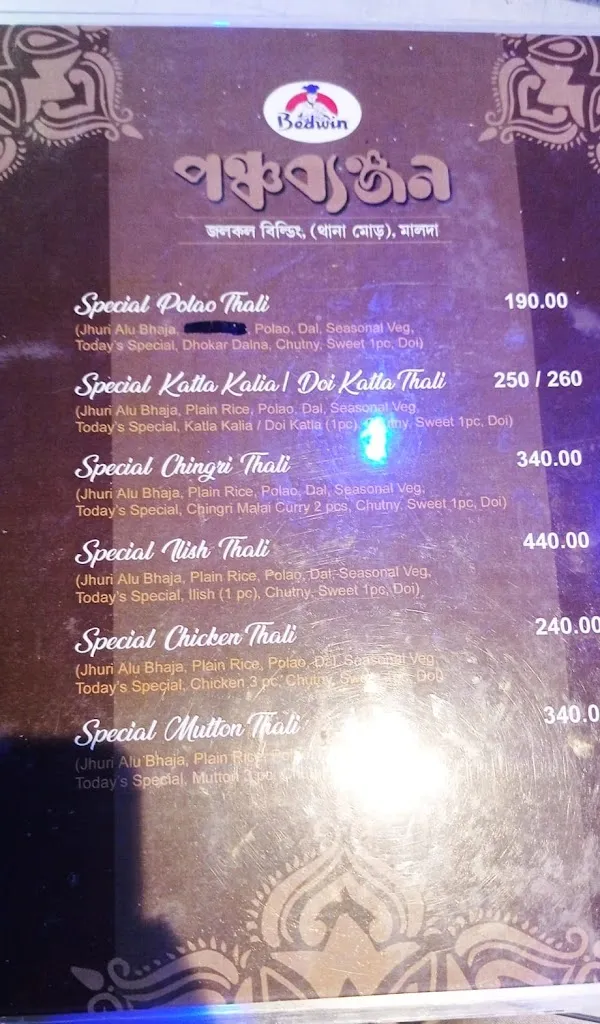 Bedwin
পঞ্চব্যঞ্জন
জলকল বিল্ডিং, (থানা মোড়), মালদা
Special Polao Thali 190.00
(Jhuri Alu Bhaja, , Polao, Dal, Seasonal Veg,
Today's Special, Dhokar Dalna, Chutny, Sweet 1pc, Doi)
Special Katla Kalia / Doi Katla Thali 250 / 260
(Jhuri Alu Bhaja, Plain Rice, Polao, Dal, Seasonal Veg,
Today's Special, Katla Kalia / Doi Katla (1pc), Chutny, Sweet 1pc, Doi)
Special Chingri Thali 340.00
(Jhuri Alu Bhaja, Plain Rice, Polao, Dal, Seasonal Veg,
Today's Special, Chingri Malai Curry 2 pcs, Chutny, Sweet 1pc, Doi)
Special Ilish Thali 440.00
(Jhuri Alu Bhaja, Plain Rice, Polao, Dal, Seasonal Veg,
Today's Special, Ilish (1 pc), Chutny, Sweet 1pc, Doi)
Special Chicken Thali 240.00
(Jhuri Alu Bhaja, Plain Rice, Polao, Dal, Seasonal Veg,
Today's Special, Chicken 3 pc, Chutny, Sweet 1pc, Doi)
Special Mutton Thali 340.0
(Jhuri Alu Bhaja, Plain Rice,
Today's Special, Mutton